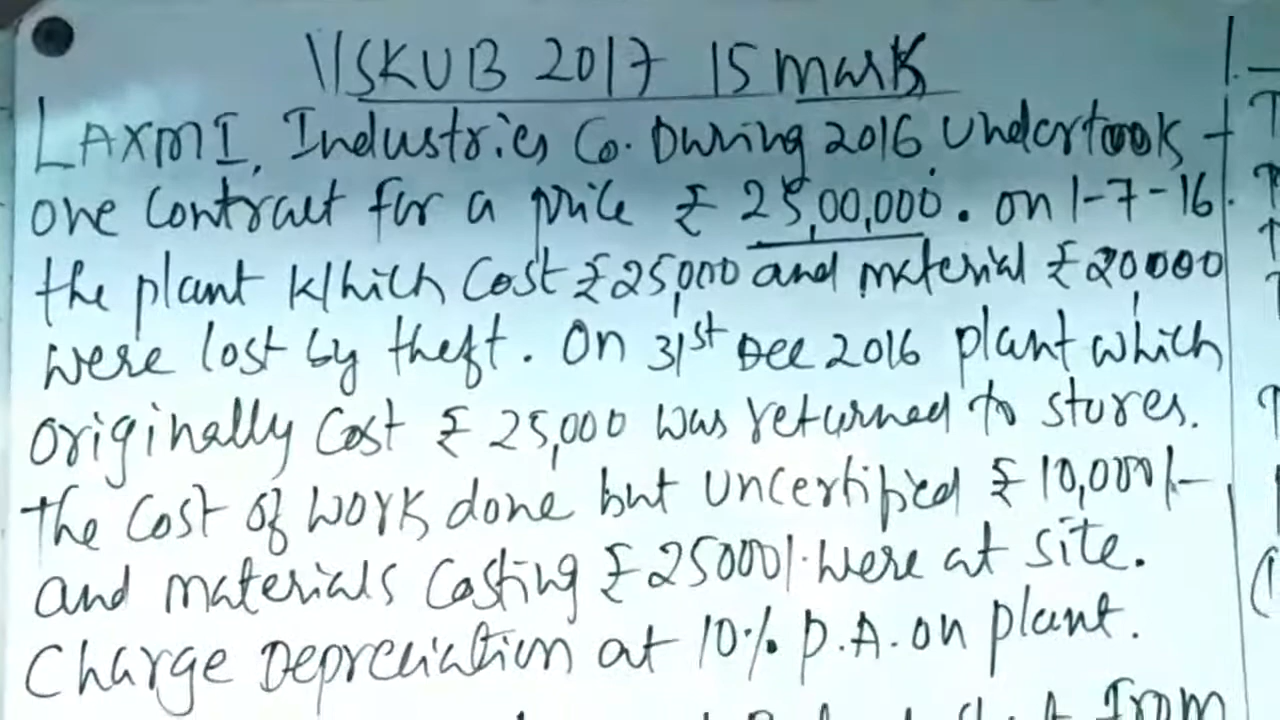 VSKUB 2017 15 mark
LAXMI, Industries Co. During 2016 Undertook
one Contract for a price ₹ 25,00,000. on 1-7-16
the plant Which Cost ₹ 25,000 and material ₹ 20000
were lost by theft. On 31st Dec 2016 plant which
originally Cost ₹ 25,000 was returned to stores.
the Cost of work done but uncertified ₹ 10,000/-
and materials Costing ₹ 25000/- were at site.
Charge Depreciation at 10% P.A. on plant.
From